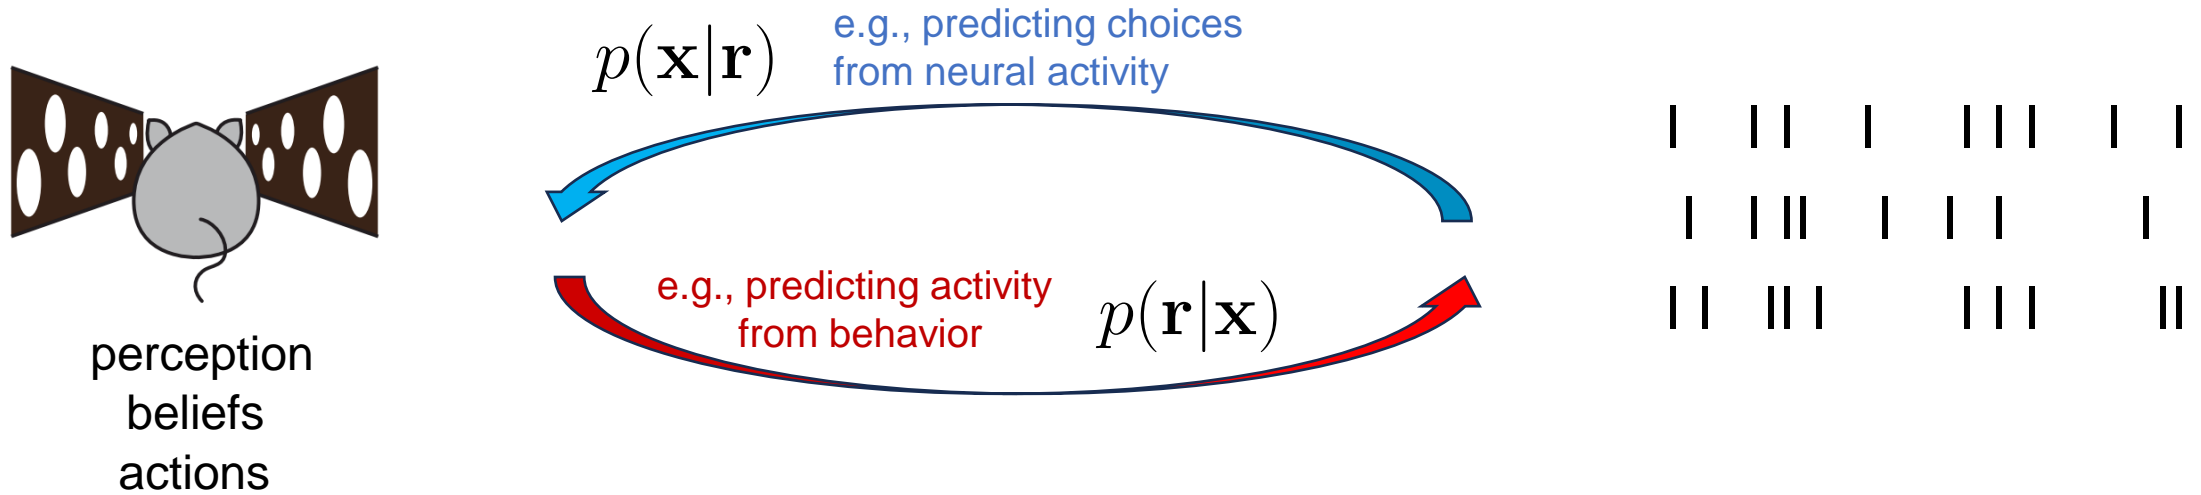 p(x|r)
e.g., predicting choices
from neural activity
e.g., predicting activity
from behavior
p(r|x)
perception
beliefs
actions